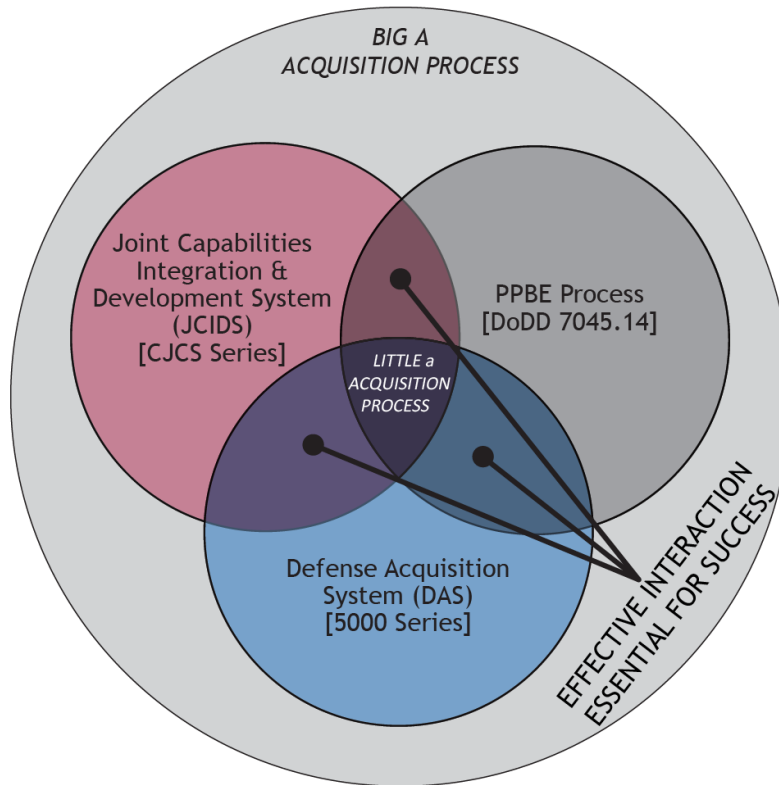 BIG A
ACQUISITION PROCESS
Joint Capabilities
Integration &
Development System
(JCIDS)
[CJCS Series]
PPBE Process
[DoDD 7045.14]
LITTLE a
ACQUISITION
PROCESS
Defense Acquisition
System (DAS)
[5000 Series]
EFFECTIVE INTERACTION
ESSENTIAL FOR SUCCESS